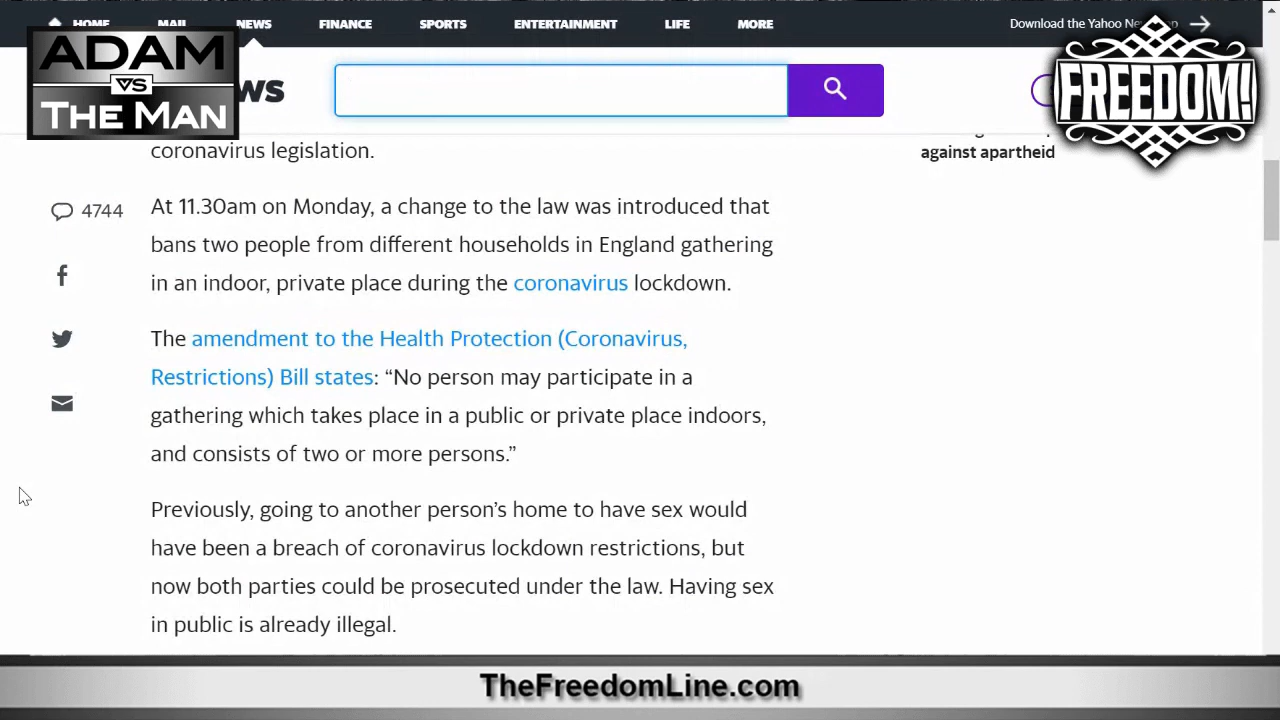 HOME MAIL NEWS FINANCE SPORTS ENTERTAINMENT LIFE MORE
Download the Yahoo
ADAM
VS
THE MAN
FREEDOM!
coronavirus legislation.
against apartheid
4744
At 11.30am on Monday, a change to the law was introduced that
bans two people from different households in England gathering
in an indoor, private place during the coronavirus lockdown.
The amendment to the Health Protection (Coronavirus,
Restrictions) Bill states: “No person may participate in a
gathering which takes place in a public or private place indoors,
and consists of two or more persons.”
Previously, going to another person’s home to have sex would
have been a breach of coronavirus lockdown restrictions, but
now both parties could be prosecuted under the law. Having sex
in public is already illegal.
TheFreedomLine.com